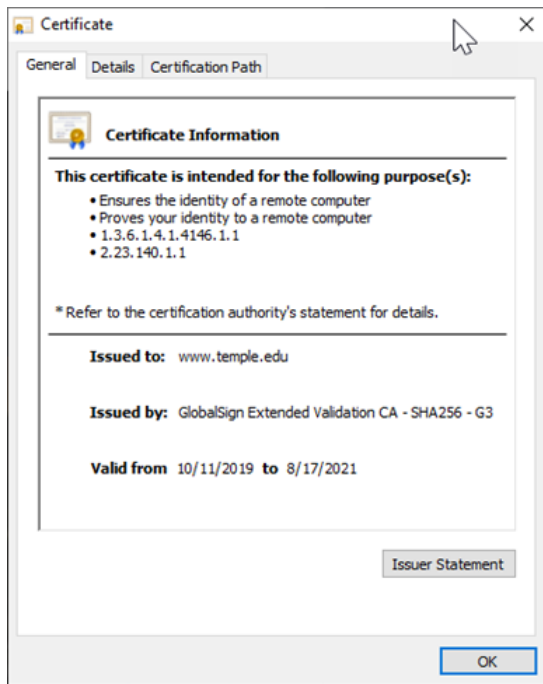 Certificate
General Details Certification Path
Certificate Information
This certificate is intended for the following purpose(s):
• Ensures the identity of a remote computer
• Proves your identity to a remote computer
• 1.3.6.1.4.1.4146.1.1
• 2.23.140.1.1
* Refer to the certification authority's statement for details.
Issued to: www.temple.edu
Issued by: GlobalSign Extended Validation CA - SHA256 - G3
Valid from 10/11/2019 to 8/17/2021
Issuer Statement
OK